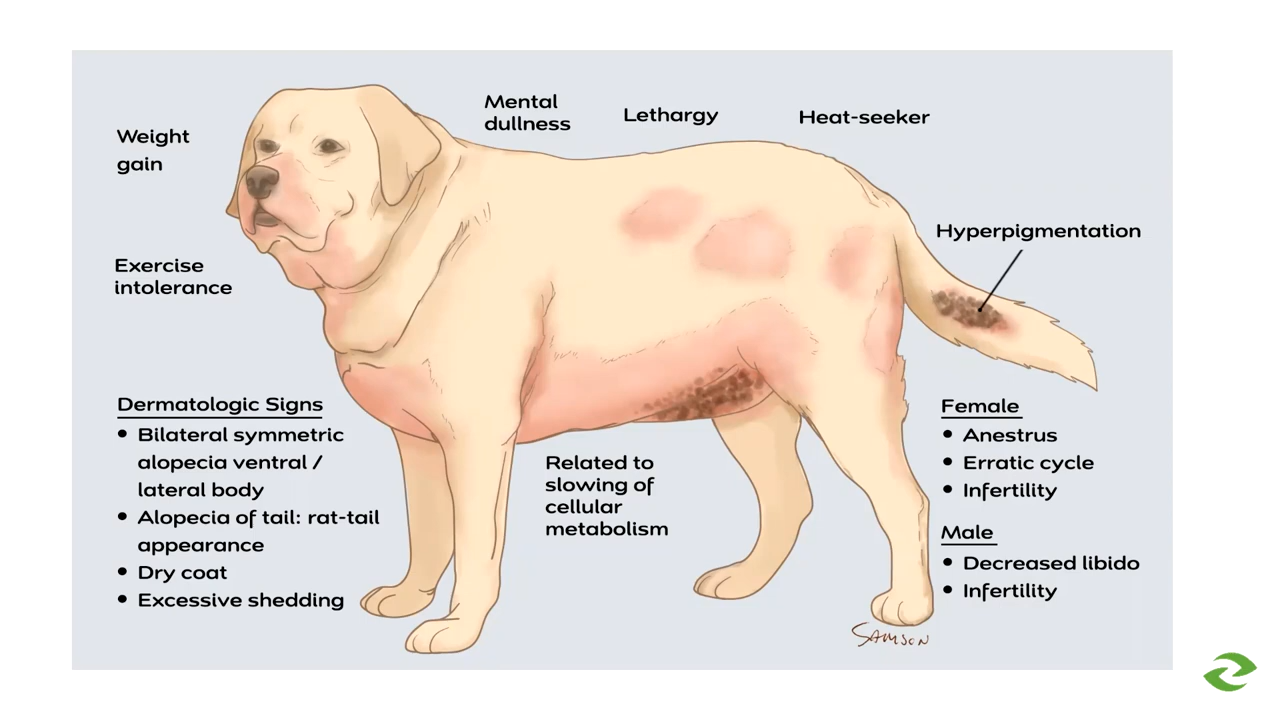 Mental
dullness
Lethargy
Heat-seeker
Weight
gain
Hyperpigmentation
Exercise
intolerance
Dermatologic Signs
• Bilateral symmetric
alopecia ventral /
lateral body
• Alopecia of tail: rat-tail
appearance
• Dry coat
• Excessive shedding
Related to
slowing of
cellular
metabolism
Female
• Anestrus
• Erratic cycle
• Infertility
Male
• Decreased libido
• Infertility
SAMSON